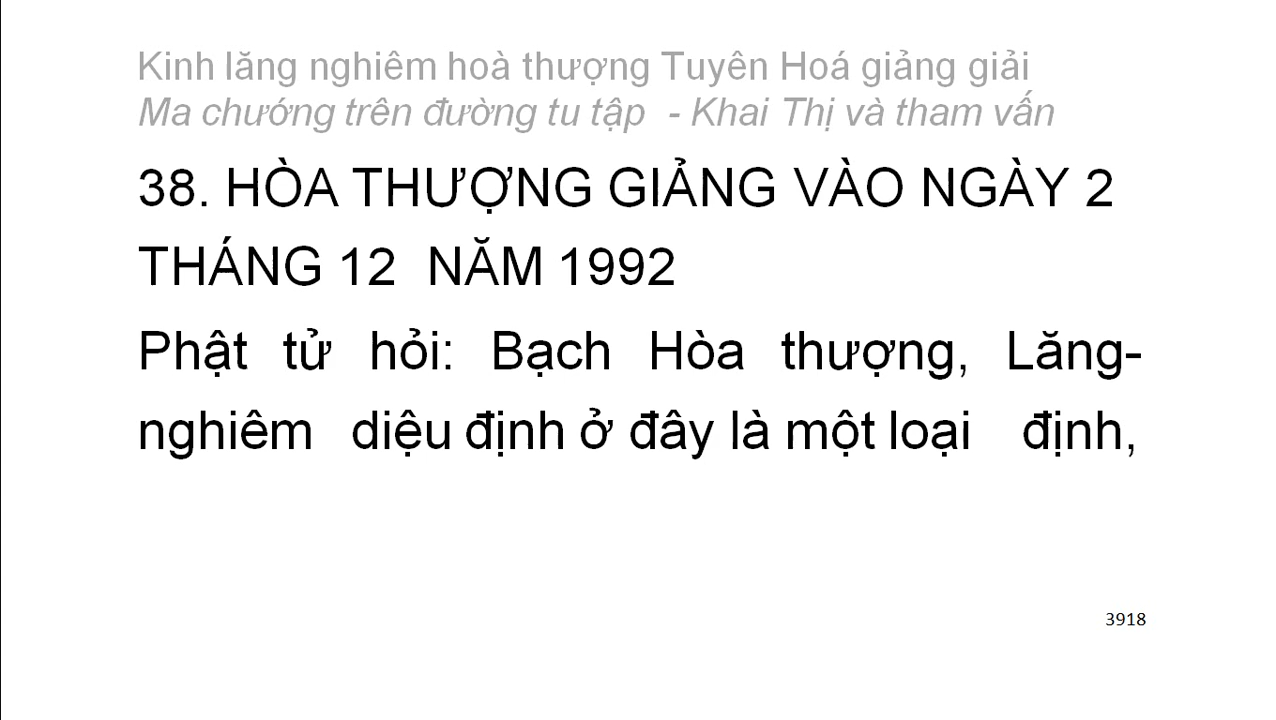 Kinh lăng nghiêm hoà thượng Tuyên Hoá giảng giải
Ma chướng trên đường tu tập - Khai Thị và tham vấn
38. HÒA THƯỢNG GIẢNG VÀO NGÀY 2
THÁNG 12 NĂM 1992
Phật tử hỏi: Bạch Hòa thượng, Lăng-
nghiêm diệu định ở đây là một loại định,
3918